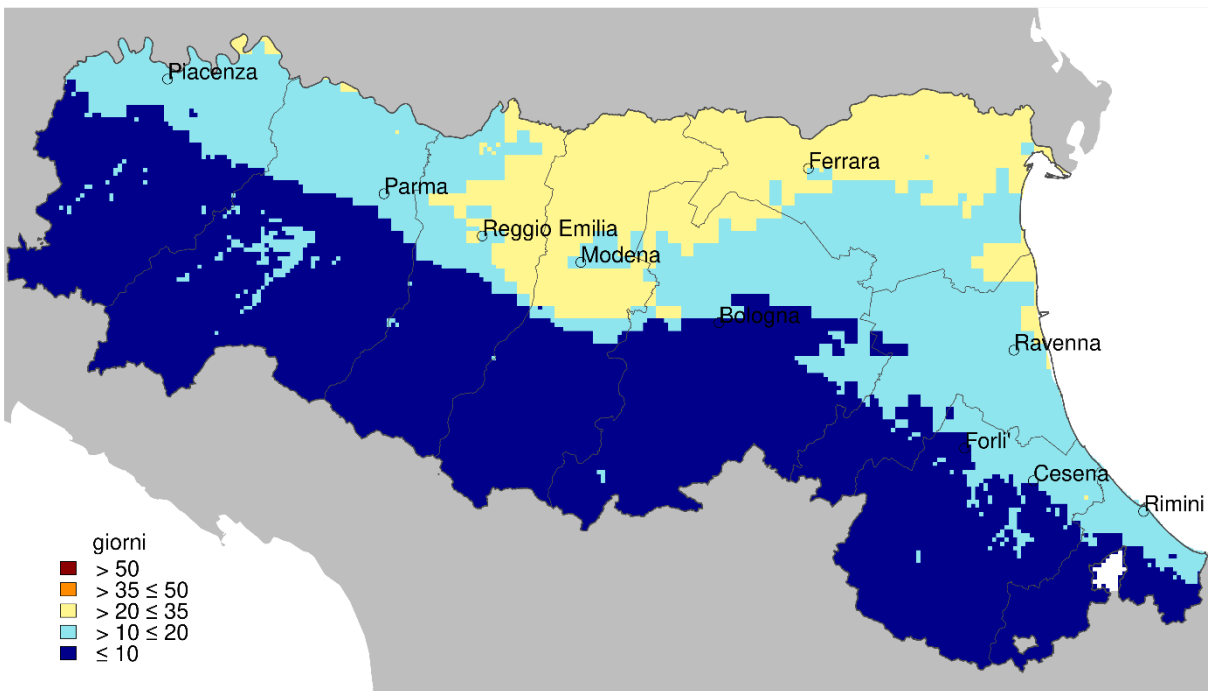 Piacenza
Ferrara
Parma
Reggio Emilia
Modena
Bologna
Ravenna
Forli'
Cesena
Rimini
giorni
> 50
> 35 ≤ 50
> 20 ≤ 35
> 10 ≤ 20
≤ 10